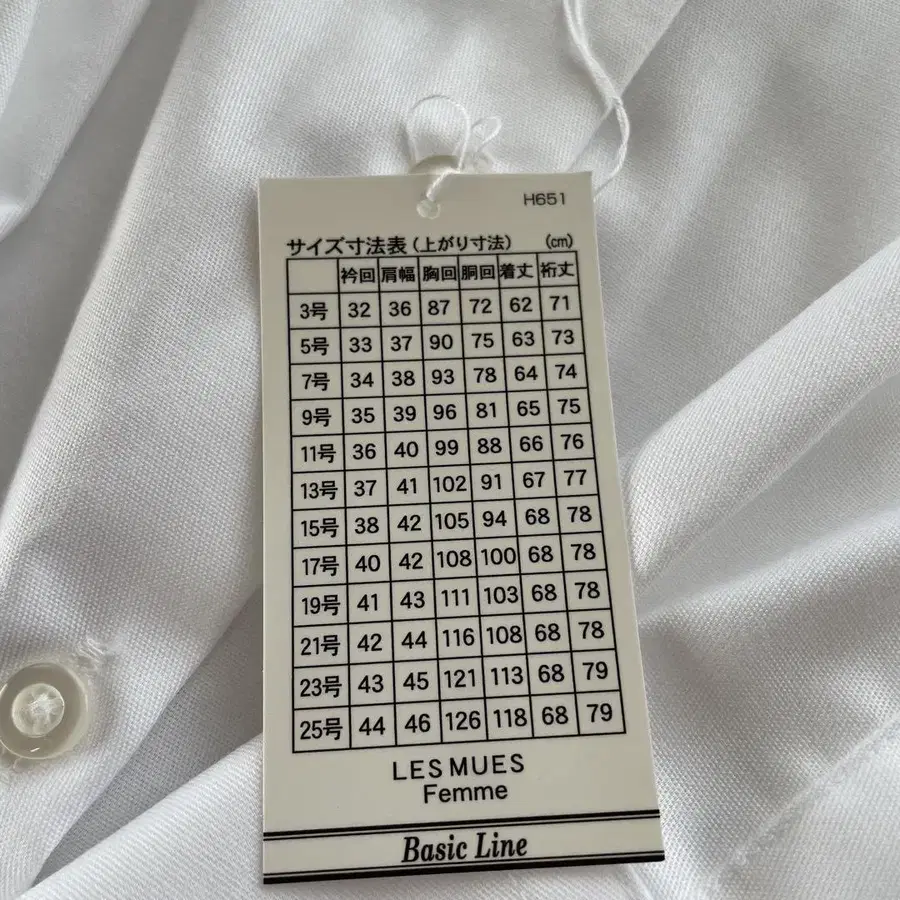 H651
サイズ寸法表(上がり寸法) (cm)
衿回 肩幅 胸回 胴回 着丈 裄丈
3号 32 36 87 72 62 71
5号 33 37 90 75 63 73
7号 34 38 93 78 64 74
9号 35 39 96 81 65 75
11号 36 40 99 88 66 76
13号 37 41 102 91 67 77
15号 38 42 105 94 68 78
17号 40 42 108 100 68 78
19号 41 43 111 103 68 78
21号 42 44 116 108 68 78
23号 43 45 121 113 68 79
25号 44 46 126 118 68 79
LES MUES
Femme
Basic Line